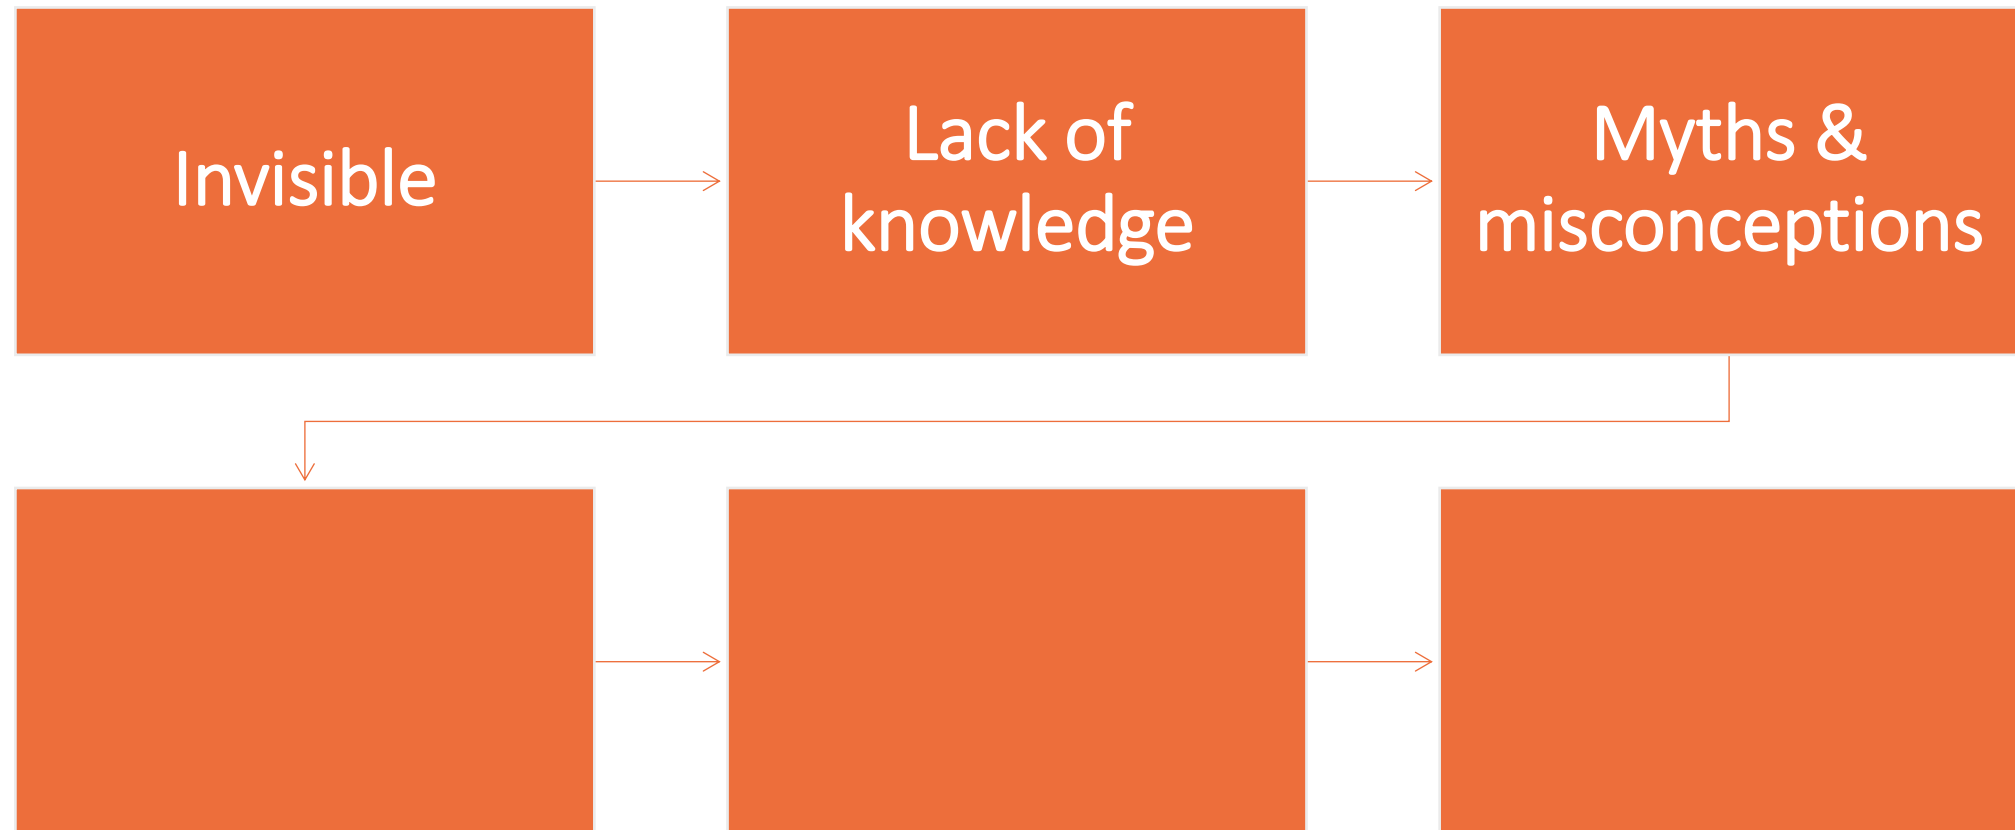 Invisible
Lack of
knowledge
Myths &
misconceptions